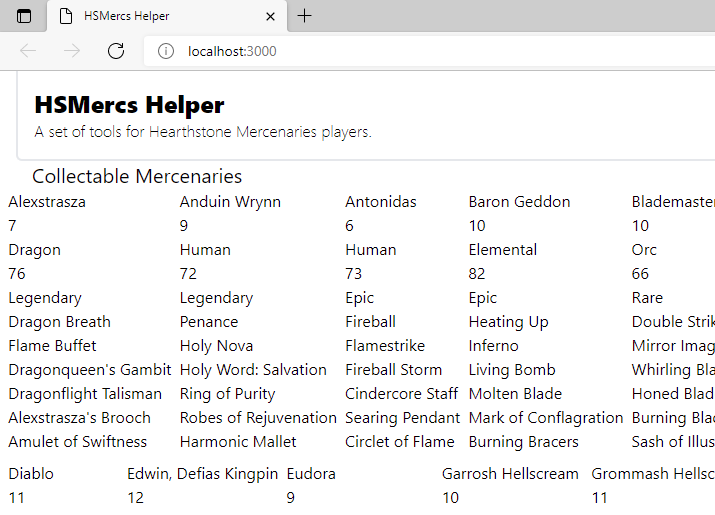 HSMercs Helper
localhost:3000
HSMercs Helper
A set of tools for Hearthstone Mercenaries players.
Collectable Mercenaries
Alexstrasza Anduin Wrynn Antonidas Baron Geddon Blademaster
7 9 6 10 10
Dragon Human Human Elemental Orc
76 72 73 82 66
Legendary Legendary Epic Epic Rare
Dragon Breath Penance Fireball Heating Up Double Strik
Flame Buffet Holy Nova Flamestrike Inferno Mirror Imag
Dragonqueen's Gambit Holy Word: Salvation Fireball Storm Living Bomb Whirling Bla
Dragonflight Talisman Ring of Purity Cindercore Staff Molten Blade Honed Blad
Alexstrasza's Brooch Robes of Rejuvenation Searing Pendant Mark of Conflagration Burning Blad
Amulet of Swiftness Harmonic Mallet Circlet of Flame Burning Bracers Sash of Illus
Diablo Edwin, Defias Kingpin Eudora Garrosh Hellscream Grommash Hellsc
11 12 9 10 11